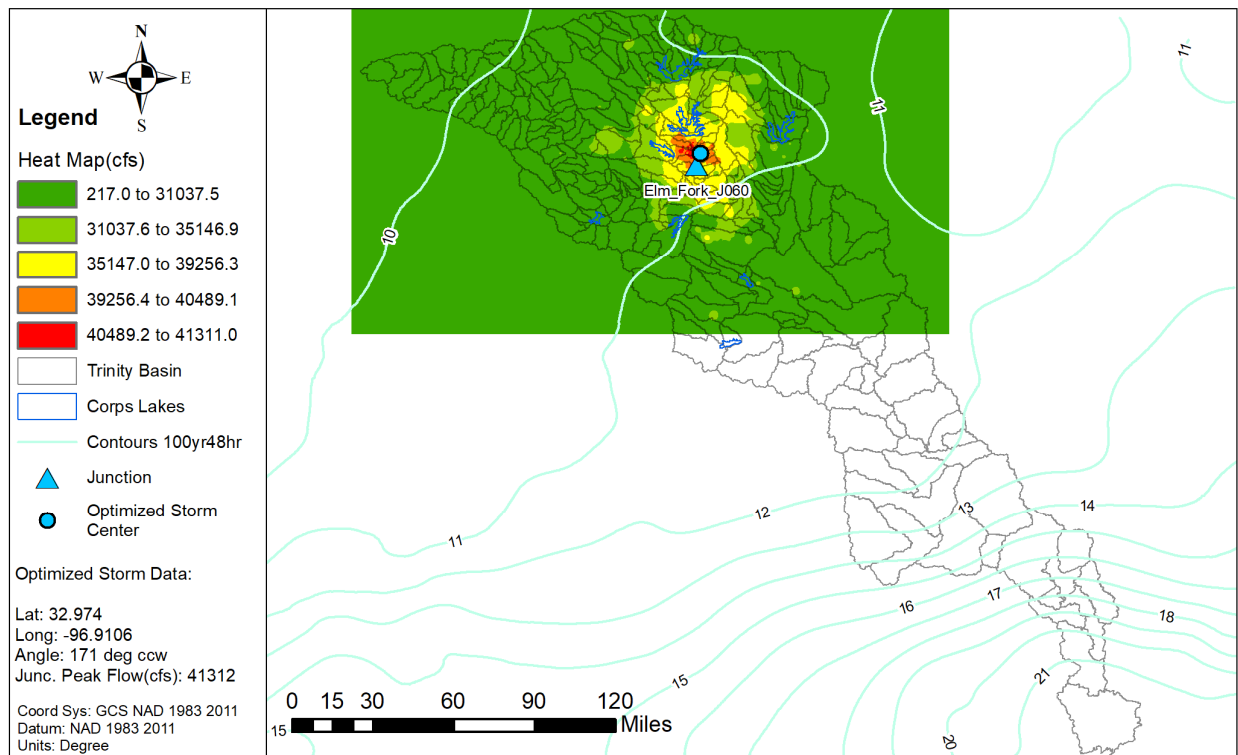 N
W E
S
Legend
Heat Map(cfs)
217.0 to 31037.5
31037.6 to 35146.9
35147.0 to 39256.3
39256.4 to 40489.1
40489.2 to 41311.0
Trinity Basin
Corps Lakes
Contours 100yr48hr
Junction
Optimized Storm
Center
Optimized Storm Data:
Lat: 32.974
Long: -96.9106
Angle: 171 deg ccw
Junc. Peak Flow(cfs): 41312
Coord Sys: GCS NAD 1983 2011
Datum: NAD 1983 2011
Units: Degree
11
11
Elm_Fork_J060
10
12
13
14
11
16
17
18
15
21
20
15
0 15 30 60 90 120
Miles